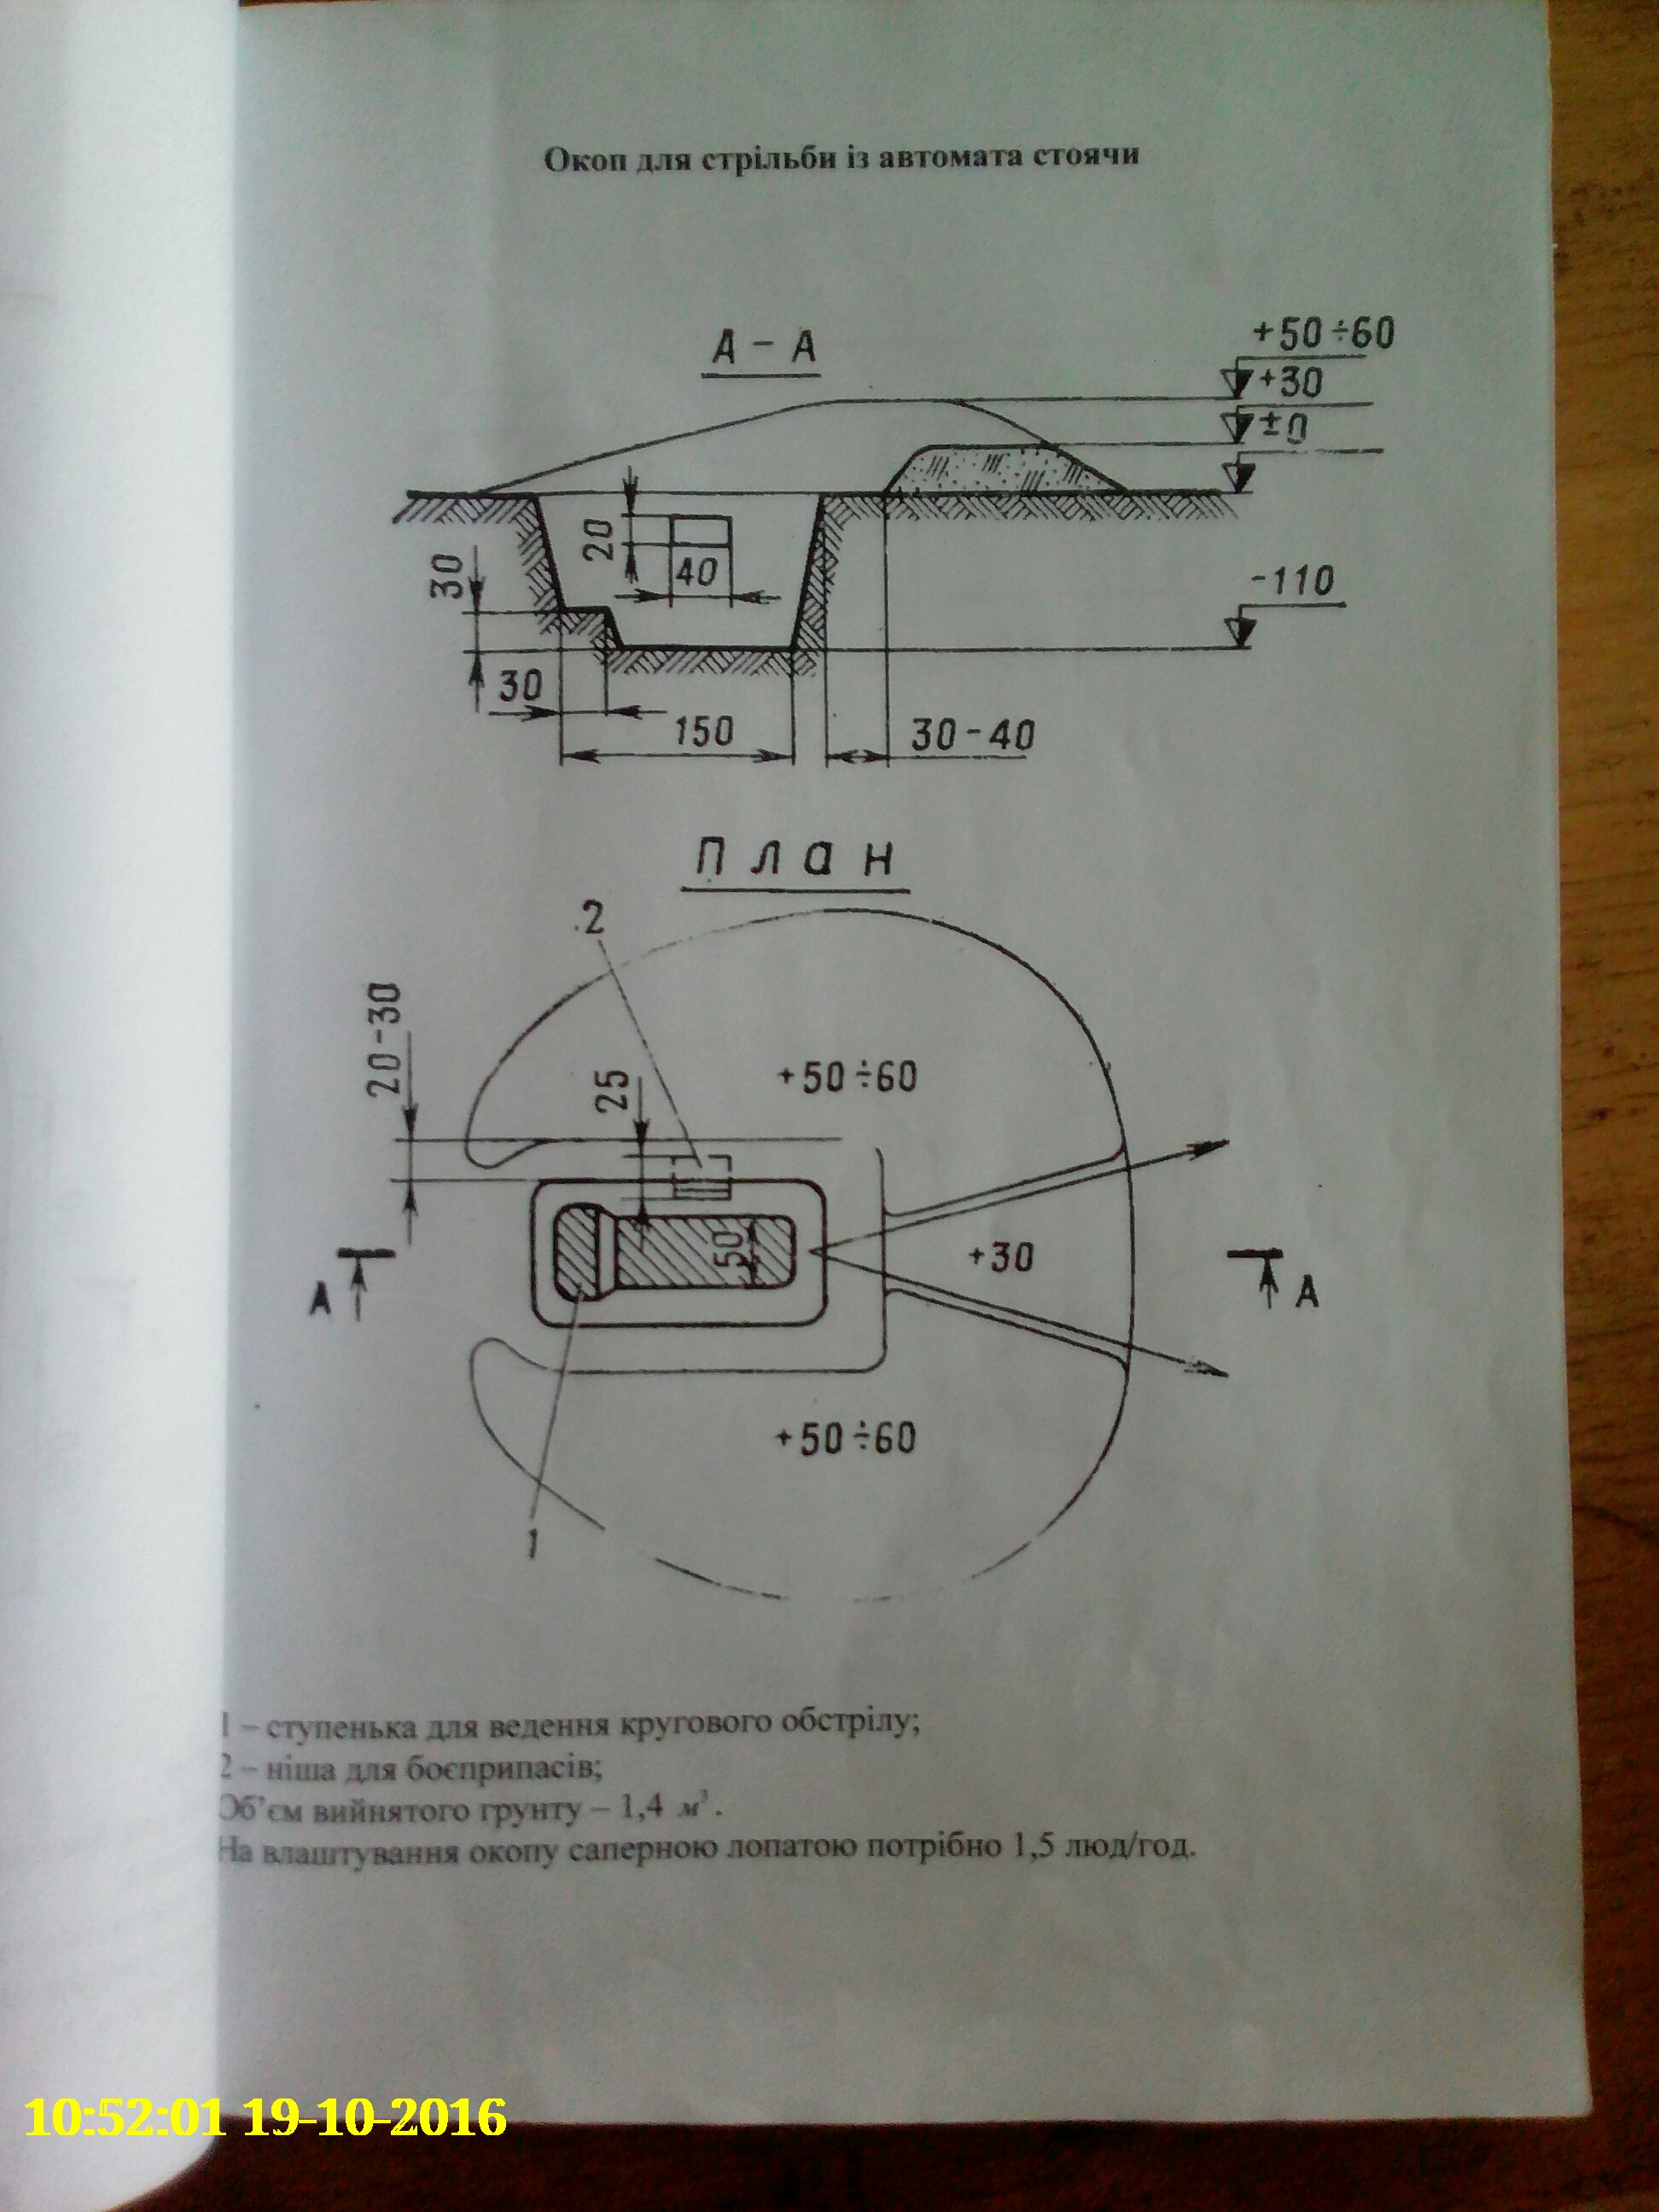 Окоп для стрільби із автомата стоячи
А – А
+50÷60
+30
±0
20
40
30
-110
30
150
30-40
План
2
20-30
25
+50÷60
50
+30
А
А
+50÷60
1
1 – ступенька для ведення кругового обстрілу;
2 – ніша для боєприпасів;
Об’єм вийнятого грунту – 1,4 м³.
На влаштування окопу саперною лопатою потрібно 1,5 люд/год.
10:52:01 19-10-2016